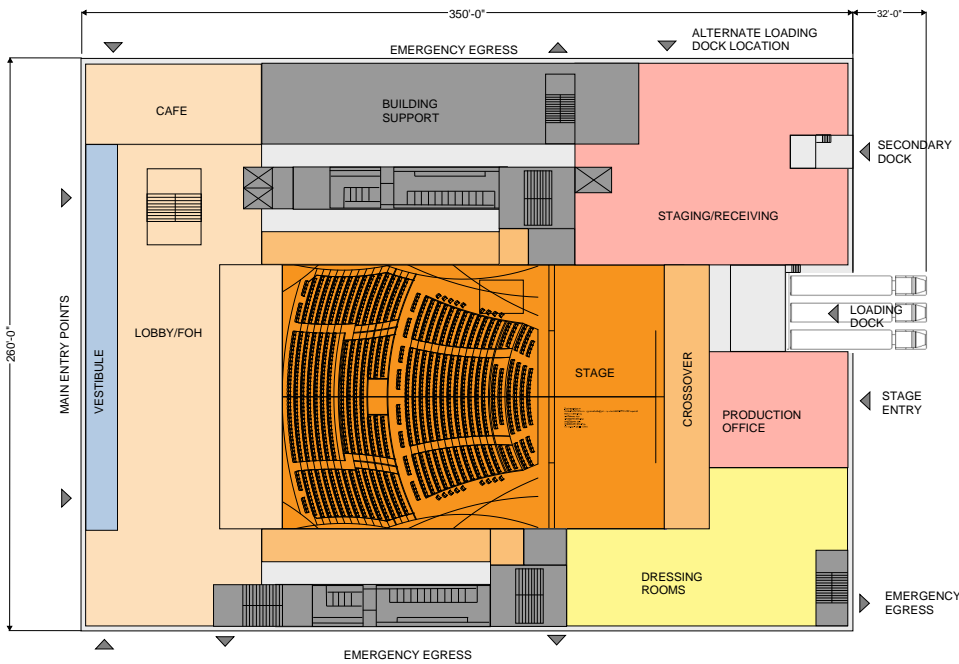 350'-0"
32'-0"
EMERGENCY EGRESS
ALTERNATE LOADING
DOCK LOCATION
CAFE
BUILDING
SUPPORT
SECONDARY
DOCK
STAGING/RECEIVING
260'-0"
MAIN ENTRY POINTS
VESTIBULE
LOBBY/FOH
LOADING
DOCK
STAGE
CROSSOVER
STAGE
ENTRY
PRODUCTION
OFFICE
DRESSING
ROOMS
EMERGENCY
EGRESS
EMERGENCY EGRESS